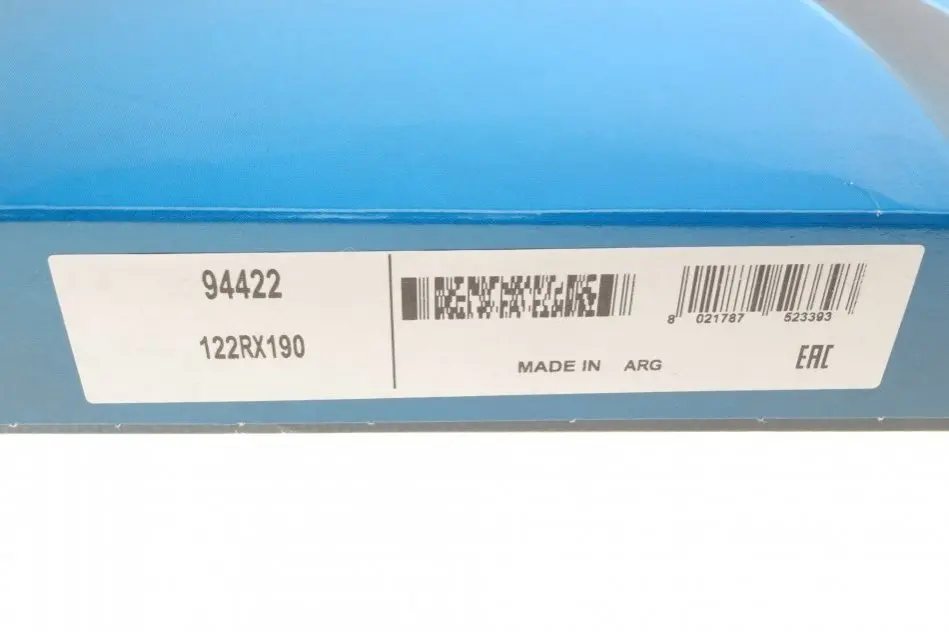 94422
122RX190
8 021787 523393
MADE IN ARG
EAC